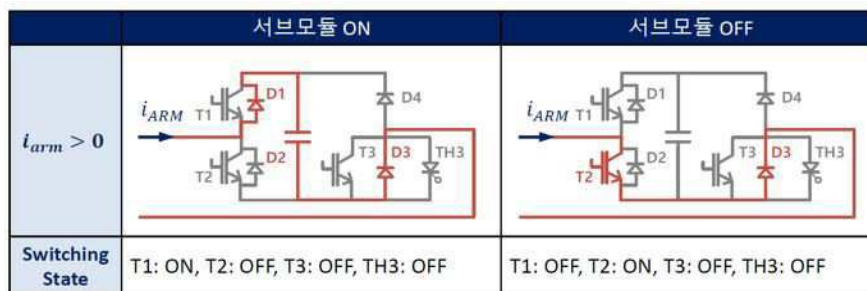 서브모듈 ON
서브모듈 OFF
i_arm > 0
i_ARM
T1
D1
T2
D2
D4
T3
D3
TH3
i_ARM
T1
D1
T2
D2
D4
T3
D3
TH3
Switching State
T1: ON, T2: OFF, T3: OFF, TH3: OFF
T1: OFF, T2: ON, T3: OFF, TH3: OFF